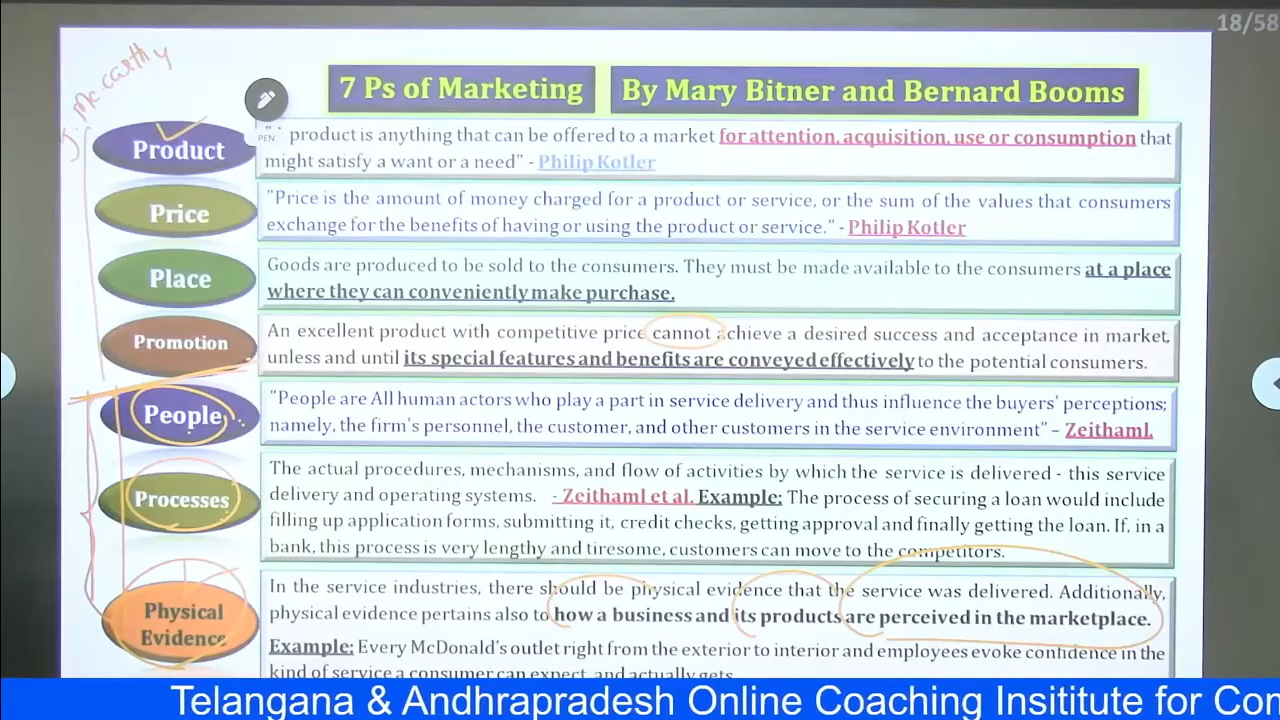 18/58
J. Mc.carthy
7 Ps of Marketing
By Mary Bitner and Bernard Booms
PEN
Product
product is anything that can be offered to a market for attention, acquisition, use or consumption that
might satisfy a want or a need" - Philip Kotler
Price
"Price is the amount of money charged for a product or service, or the sum of the values that consumers
exchange for the benefits of having or using the product or service." - Philip Kotler
Place
Goods are produced to be sold to the consumers. They must be made available to the consumers at a place
where they can conveniently make purchase.
Promotion
An excellent product with competitive price cannot achieve a desired success and acceptance in market,
unless and until its special features and benefits are conveyed effectively to the potential consumers.
People
"People are All human actors who play a part in service delivery and thus influence the buyers' perceptions;
namely, the firm's personnel, the customer, and other customers in the service environment" – Zeithaml.
Processes
The actual procedures, mechanisms, and flow of activities by which the service is delivered - this service
delivery and operating systems. - Zeithaml et al. Example: The process of securing a loan would include
filling up application forms, submitting it, credit checks, getting approval and finally getting the loan. If, in a
bank, this process is very lengthy and tiresome, customers can move to the competitors.
Physical
Evidence
In the service industries, there should be physical evidence that the service was delivered. Additionally,
physical evidence pertains also to how a business and its products are perceived in the marketplace.
Example: Every McDonald's outlet right from the exterior to interior and employees evoke confidence in the
kind of service a consumer can expect and actually gets.
Telangana & Andhrapradesh Online Coaching Insititute for Cor